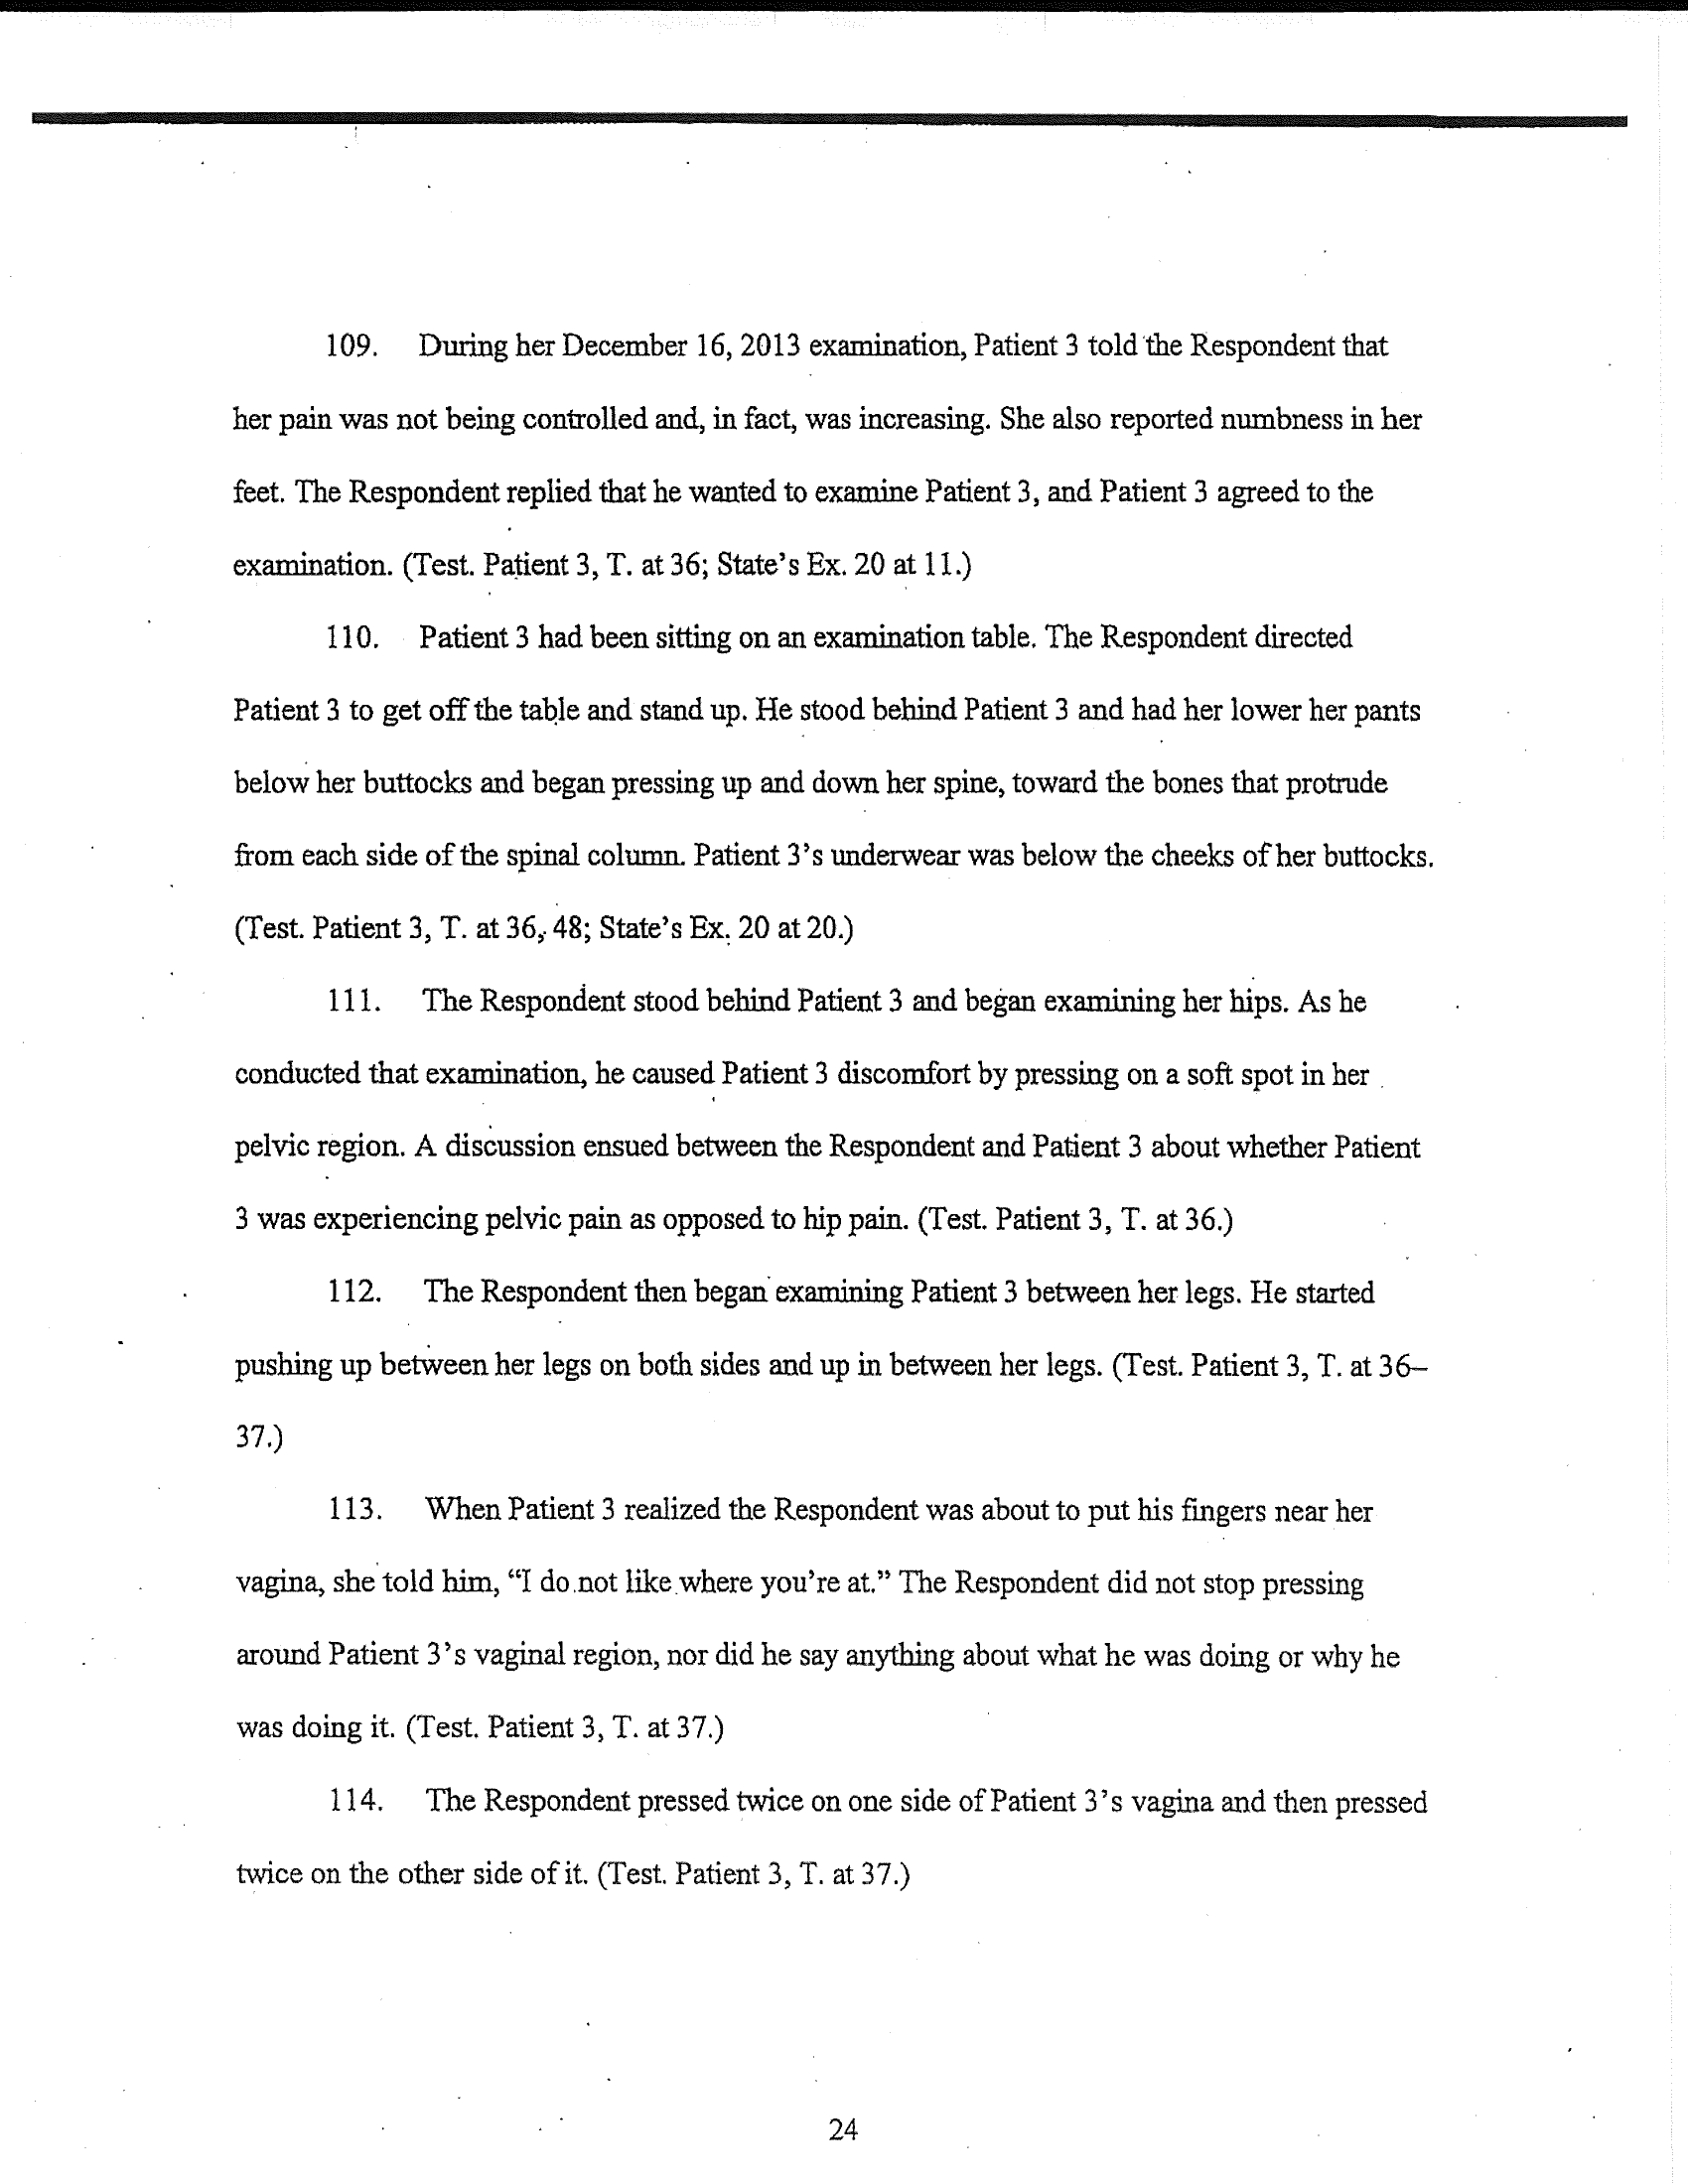 109. During her December 16, 2013 examination, Patient 3 told the Respondent that
her pain was not being controlled and, in fact, was increasing. She also reported numbness in her
feet. The Respondent replied that he wanted to examine Patient 3, and Patient 3 agreed to the
examination. (Test. Patient 3, T. at 36; State's Ex. 20 at 11.)
110. Patient 3 had been sitting on an examination table. The Respondent directed
Patient 3 to get off the table and stand up. He stood behind Patient 3 and had her lower her pants
below her buttocks and began pressing up and down her spine, toward the bones that protrude
from each side of the spinal column. Patient 3's underwear was below the cheeks of her buttocks.
(Test. Patient 3, T. at 36, 48; State's Ex. 20 at 20.)
111. The Respondent stood behind Patient 3 and began examining her hips. As he
conducted that examination, he caused Patient 3 discomfort by pressing on a soft spot in her
pelvic region. A discussion ensued between the Respondent and Patient 3 about whether Patient
3 was experiencing pelvic pain as opposed to hip pain. (Test. Patient 3, T. at 36.)
112. The Respondent then began examining Patient 3 between her legs. He started
pushing up between her legs on both sides and up in between her legs. (Test. Patient 3, T. at 36–
37.)
113. When Patient 3 realized the Respondent was about to put his fingers near her
vagina, she told him, “I do not like where you're at.” The Respondent did not stop pressing
around Patient 3's vaginal region, nor did he say anything about what he was doing or why he
was doing it. (Test. Patient 3, T. at 37.)
114. The Respondent pressed twice on one side of Patient 3's vagina and then pressed
twice on the other side of it. (Test. Patient 3, T. at 37.)
24